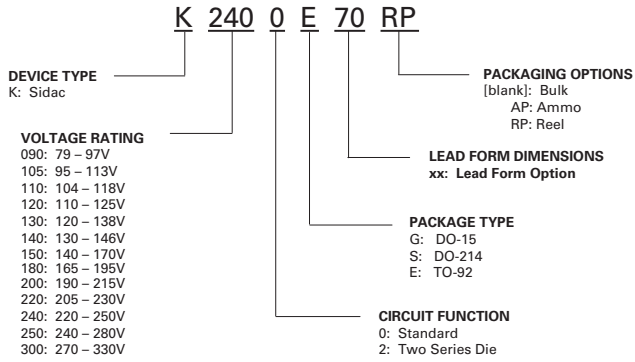 K 240 0 E 70 RP
DEVICE TYPE
K: Sidac
PACKAGING OPTIONS
[blank]: Bulk
AP: Ammo
RP: Reel
VOLTAGE RATING
090: 79 – 97V
105: 95 – 113V
110: 104 – 118V
120: 110 – 125V
130: 120 – 138V
140: 130 – 146V
150: 140 – 170V
180: 165 – 195V
200: 190 – 215V
220: 205 – 230V
240: 220 – 250V
250: 240 – 280V
300: 270 – 330V
LEAD FORM DIMENSIONS
xx: Lead Form Option
PACKAGE TYPE
G: DO-15
S: DO-214
E: TO-92
CIRCUIT FUNCTION
0: Standard
2: Two Series Die